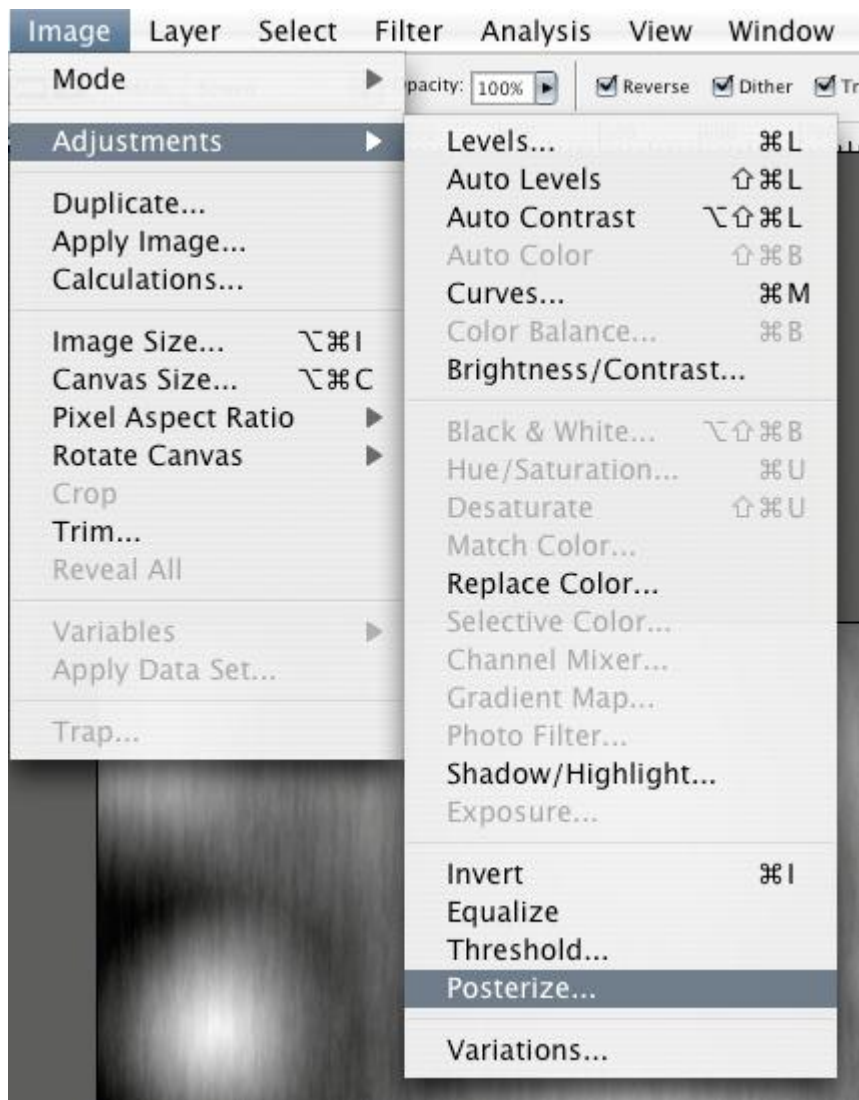 Image Layer Select Filter Analysis View Window
Mode
pacity: 100% Reverse Dither Tr
Adjustments
Levels... ⌘L
Auto Levels ⇧⌘L
Duplicate...
Auto Contrast ⌥⇧⌘L
Apply Image...
Auto Color ⇧⌘B
Calculations...
Curves... ⌘M
Color Balance... ⌘B
Image Size... ⌥⌘I
Brightness/Contrast...
Canvas Size... ⌥⌘C
Pixel Aspect Ratio
Black & White... ⌥⇧⌘B
Rotate Canvas
Hue/Saturation... ⌘U
Crop
Desaturate ⇧⌘U
Trim...
Match Color...
Reveal All
Replace Color...
Variables
Selective Color...
Apply Data Set...
Channel Mixer...
Gradient Map...
Trap...
Photo Filter...
Shadow/Highlight...
Exposure...
Invert ⌘I
Equalize
Threshold...
Posterize...
Variations...